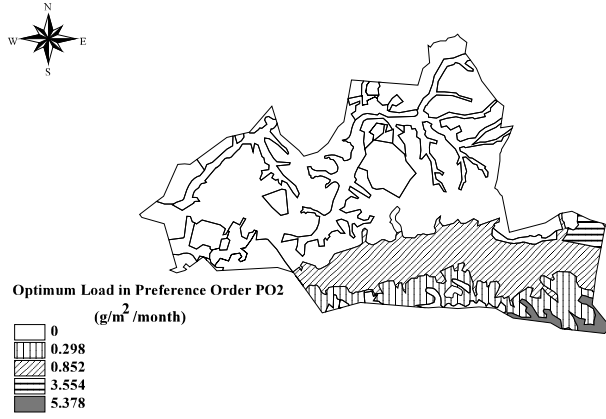 N
W E
S
Optimum Load in Preference Order PO2
(g/m² /month)
0
0.298
0.852
3.554
5.378